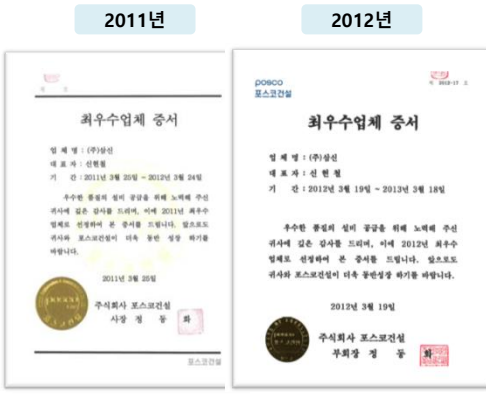 2011년
최우수업체 증서
업 체 명 : (주)삼신
대 표 자 : 신현철
기 간 : 2011년 3월 25일 ~ 2012년 3월 24일
우수한 품질의 설비 공급을 위해 노력해 주신
귀사에 깊은 감사를 드리며, 이에 2011년 최우수
업체로 선정하여 본 증서를 드립니다. 앞으로도
귀사와 포스코건설이 더욱 동반 성장 하기를
바랍니다.
2011년 3월 25일
posco
주식회사 포스코건설
사장 정 동 화
포스코건설
2012년
posco
포스코건설
제 2012-17 호
최우수업체 증서
업 체 명 : (주)삼신
대 표 자 : 신 현 철
기 간 : 2012년 3월 19일 ~ 2013년 3월 18일
우수한 품질의 설비 공급을 위해 노력해 주신
귀사에 깊은 감사를 드리며, 이에 2012년 최우수
업체로 선정하여 본 증서를 드립니다. 앞으로도
귀사와 포스코건설이 더욱 동반성장 하기를 바랍니다.
2012년 3월 19일
posco
주식회사 포스코건설
부회장 정 동 화